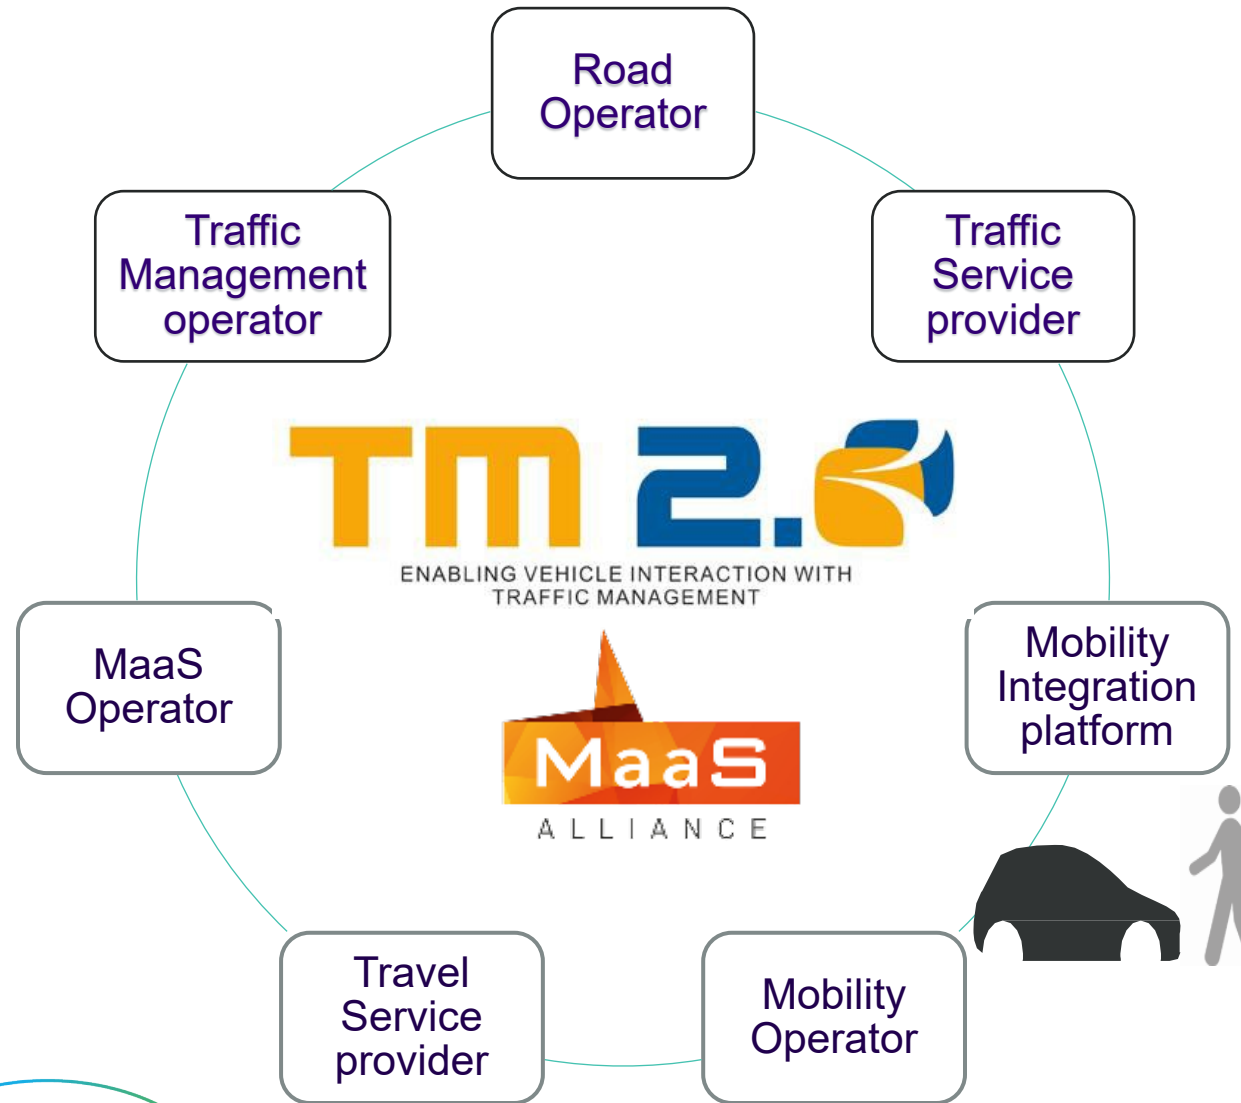 Road
Operator
Traffic
Management
operator
Traffic
Service
provider
TM 2.0
ENABLING VEHICLE INTERACTION WITH
TRAFFIC MANAGEMENT
MaaS
Operator
Mobility
Integration
platform
MaaS
ALLIANCE
Travel
Service
provider
Mobility
Operator